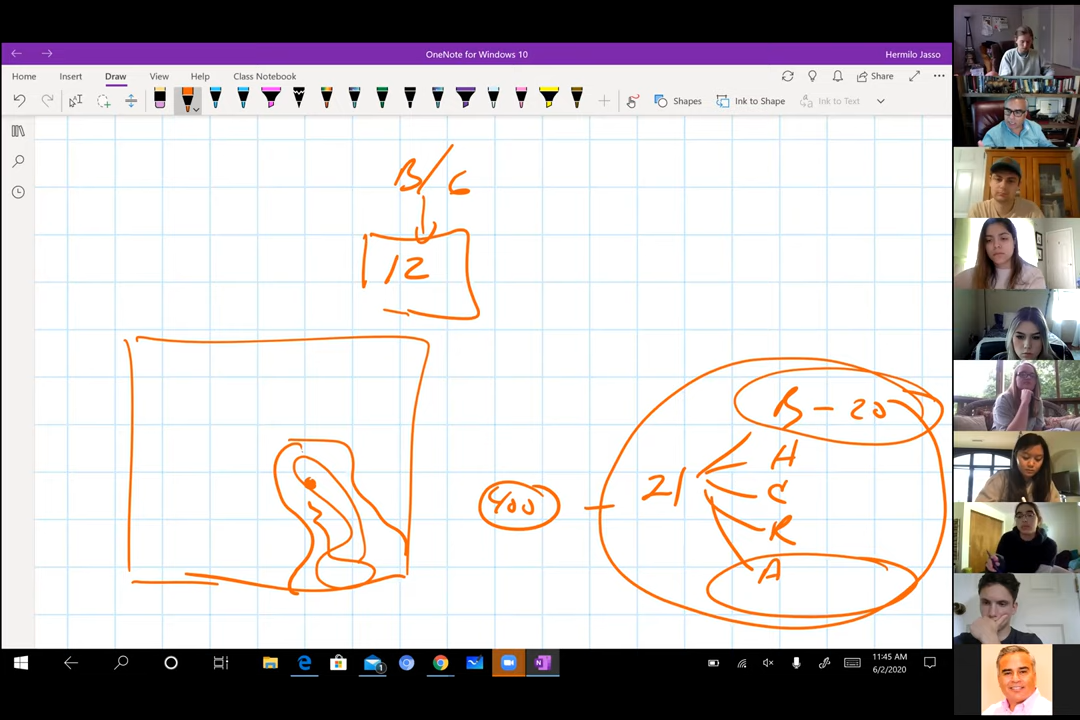 OneNote for Windows 10
Hermilo Jasso
Home Insert Draw View Help Class Notebook
Share
Shapes
Ink to Shape
Ink to Text
B/C
12
B - 20
H
21
C
400
R
A
11:45 AM
6/2/2020